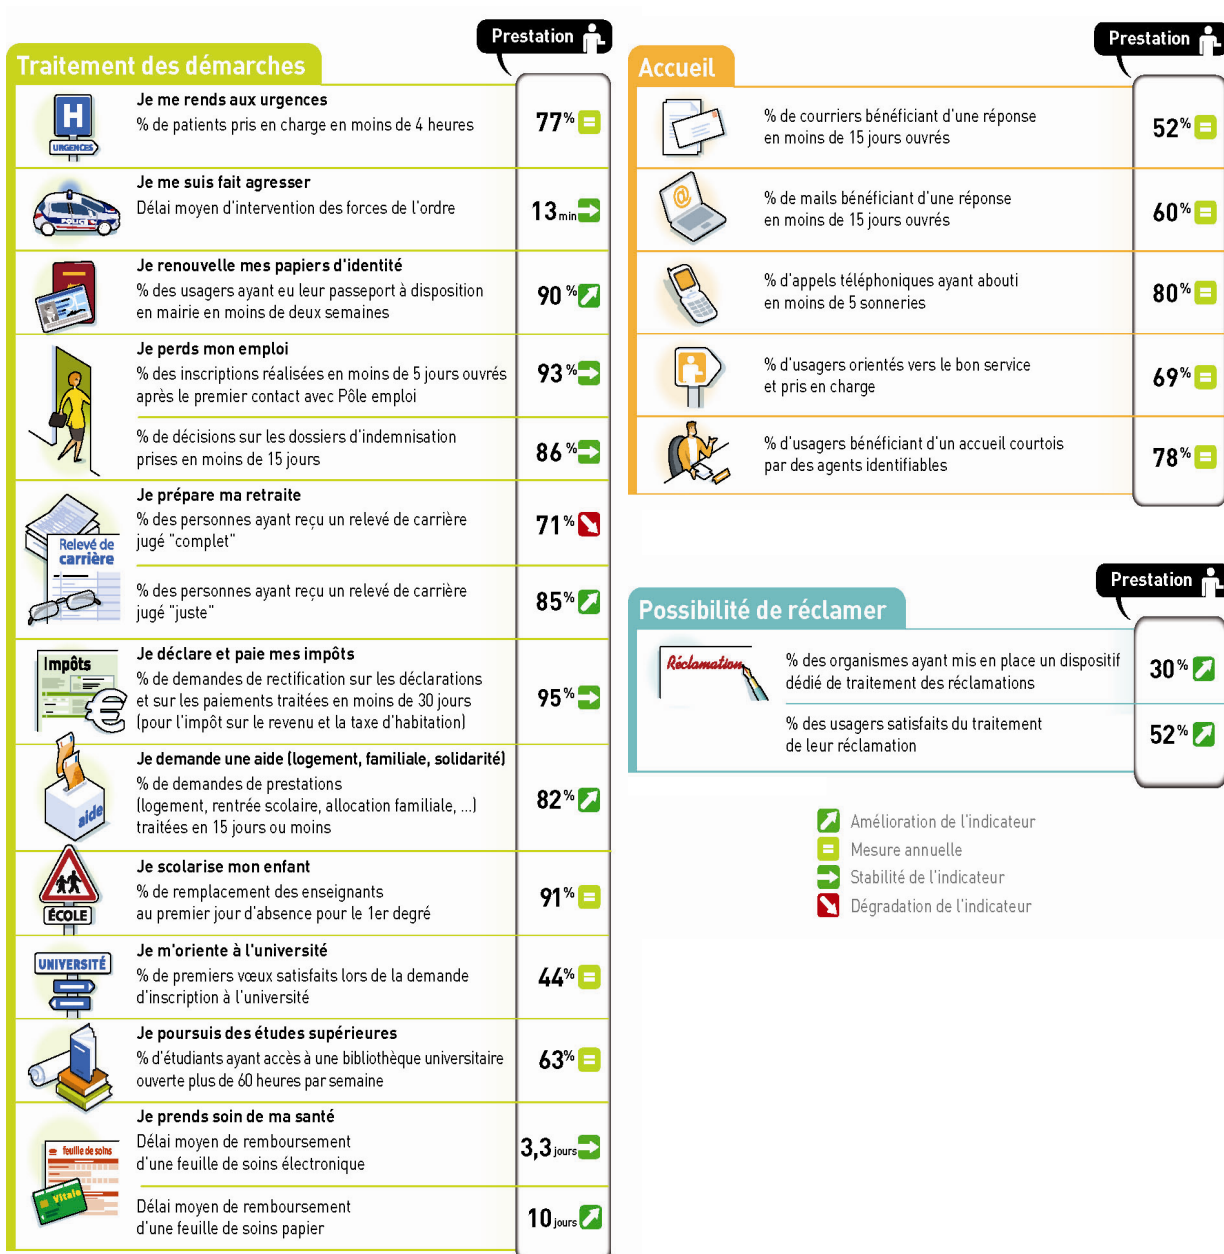 Prestation
Traitement des démarches
H
URGENCES
Je me rends aux urgences
% de patients pris en charge en moins de 4 heures
77% =
POLICE
Je me suis fait agresser
Délai moyen d'intervention des forces de l'ordre
13 min
Je renouvelle mes papiers d'identité
% des usagers ayant eu leur passeport à disposition
en mairie en moins de deux semaines
90 %
Je perds mon emploi
% des inscriptions réalisées en moins de 5 jours ouvrés
après le premier contact avec Pôle emploi
93 %
% de décisions sur les dossiers d'indemnisation
prises en moins de 15 jours
86 %
Relevé de
carrière
Je prépare ma retraite
% des personnes ayant reçu un relevé de carrière
jugé "complet"
71%
% des personnes ayant reçu un relevé de carrière
jugé "juste"
85%
Impôts
€
Je déclare et paie mes impôts
% de demandes de rectification sur les déclarations
et sur les paiements traitées en moins de 30 jours
(pour l'impôt sur le revenu et la taxe d'habitation)
95%
aide
Je demande une aide (logement, familiale, solidarité)
% de demandes de prestations
(logement, rentrée scolaire, allocation familiale, ...)
traitées en 15 jours ou moins
82%
ÉCOLE
Je scolarise mon enfant
% de remplacement des enseignants
au premier jour d'absence pour le 1er degré
91% =
UNIVERSITÉ
Je m'oriente à l'université
% de premiers vœux satisfaits lors de la demande
d'inscription à l'université
44% =
Je poursuis des études supérieures
% d'étudiants ayant accès à une bibliothèque universitaire
ouverte plus de 60 heures par semaine
63% =
feuille de soins
Vitale
Je prends soin de ma santé
Délai moyen de remboursement
d'une feuille de soins électronique
3,3 jours
Délai moyen de remboursement
d'une feuille de soins papier
10 jours
Prestation
Accueil
% de courriers bénéficiant d'une réponse
en moins de 15 jours ouvrés
52% =
@
% de mails bénéficiant d'une réponse
en moins de 15 jours ouvrés
60% =
% d'appels téléphoniques ayant abouti
en moins de 5 sonneries
80% =
% d'usagers orientés vers le bon service
et pris en charge
69% =
% d'usagers bénéficiant d'un accueil courtois
par des agents identifiables
78% =
Prestation
Possibilité de réclamer
Réclamation
% des organismes ayant mis en place un dispositif
dédié de traitement des réclamations
30%
% des usagers satisfaits du traitement
de leur réclamation
52%
Amélioration de l'indicateur
= Mesure annuelle
Stabilité de l'indicateur
Dégradation de l'indicateur